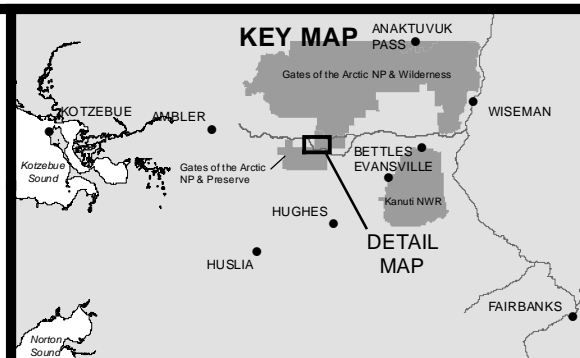 KEY MAP
ANAKTUVUK
PASS
Gates of the Arctic NP & Wilderness
WISEMAN
KOTZEBUE
AMBLER
Kotzebue
Sound
BETTLES
EVANSVILLE
Gates of the Arctic
NP & Preserve
Kanuti NWR
HUGHES
DETAIL
MAP
HUSLIA
FAIRBANKS
Norton
Sound